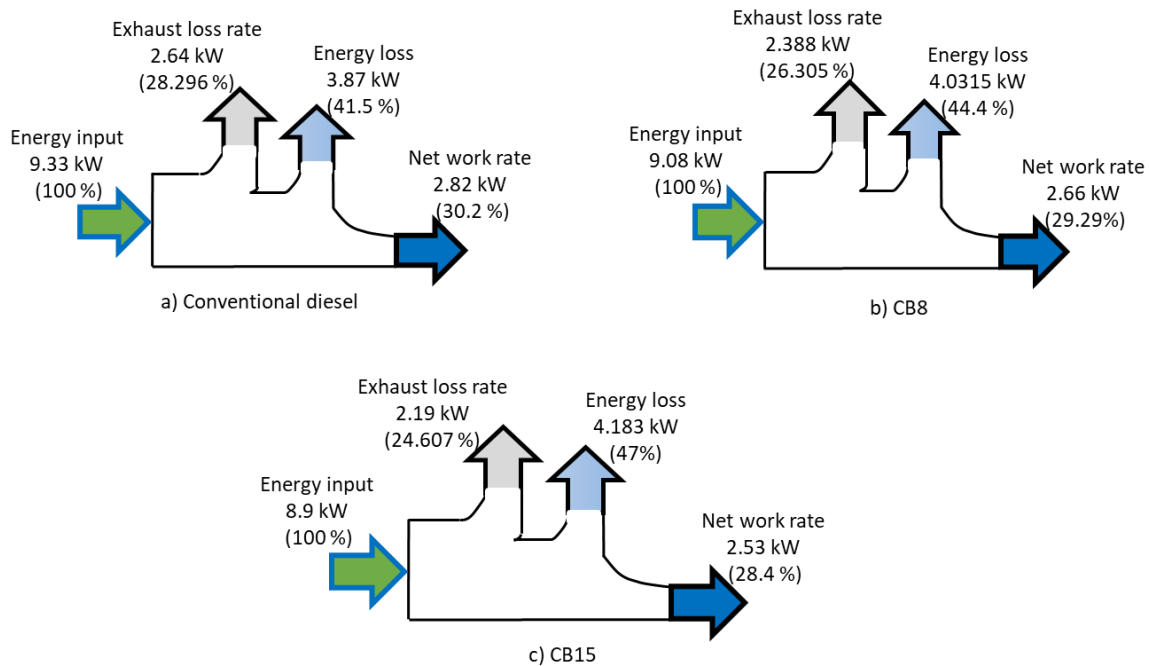 Exhaust loss rate
2.64 kW
(28.296 %)
Energy loss
3.87 kW
(41.5 %)
Energy input
9.33 kW
(100 %)
Net work rate
2.82 kW
(30.2 %)
a) Conventional diesel
Exhaust loss rate
2.388 kW
(26.305 %)
Energy loss
4.0315 kW
(44.4 %)
Energy input
9.08 kW
(100 %)
Net work rate
2.66 kW
(29.29%)
b) CB8
Exhaust loss rate
2.19 kW
(24.607 %)
Energy loss
4.183 kW
(47%)
Energy input
8.9 kW
(100 %)
Net work rate
2.53 kW
(28.4 %)
c) CB15